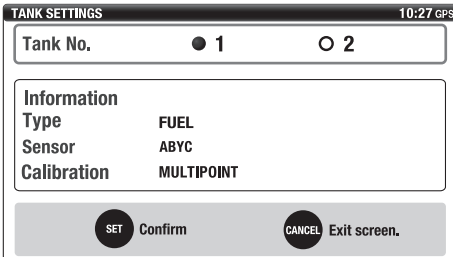 TANK SETTINGS 10:27 GPS
Tank No. 1 2
Information
Type FUEL
Sensor ABYC
Calibration MULTIPOINT
SET Confirm CANCEL Exit screen.